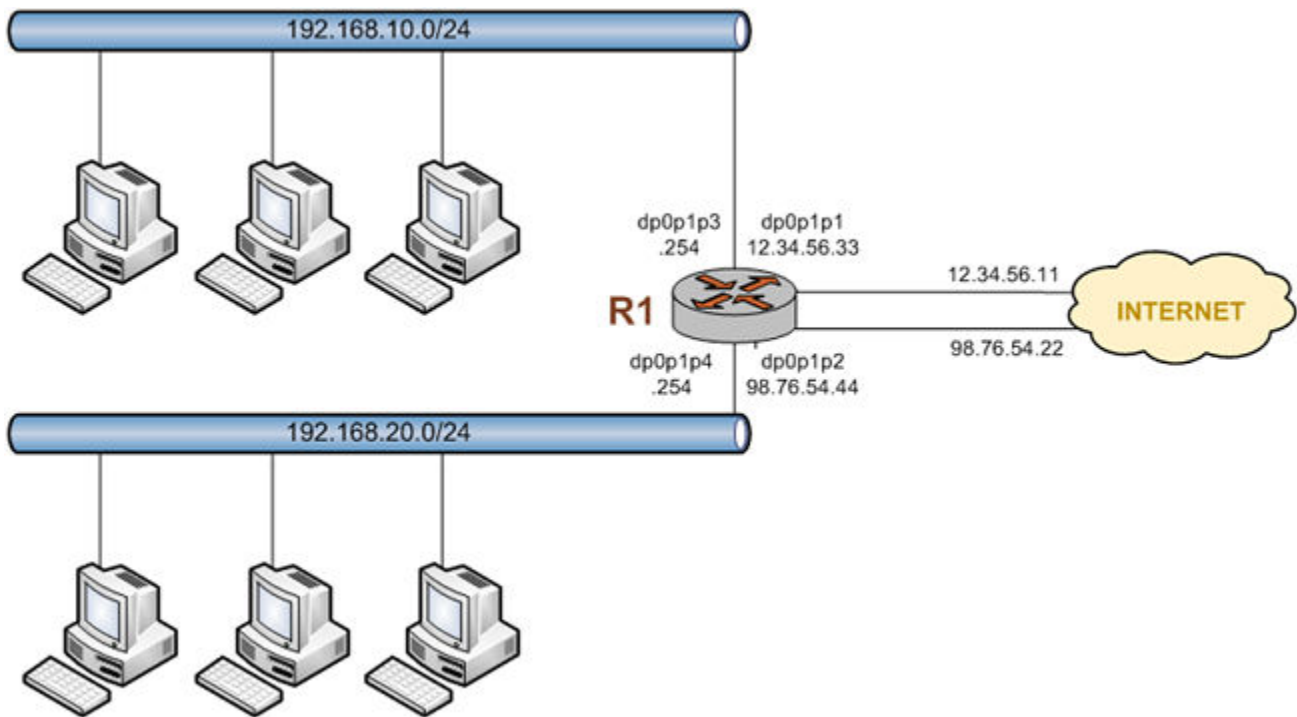 192.168.10.0/24
dp0p1p3
.254
dp0p1p1
12.34.56.33
12.34.56.11
R1
INTERNET
98.76.54.22
dp0p1p4
.254
dp0p1p2
98.76.54.44
192.168.20.0/24